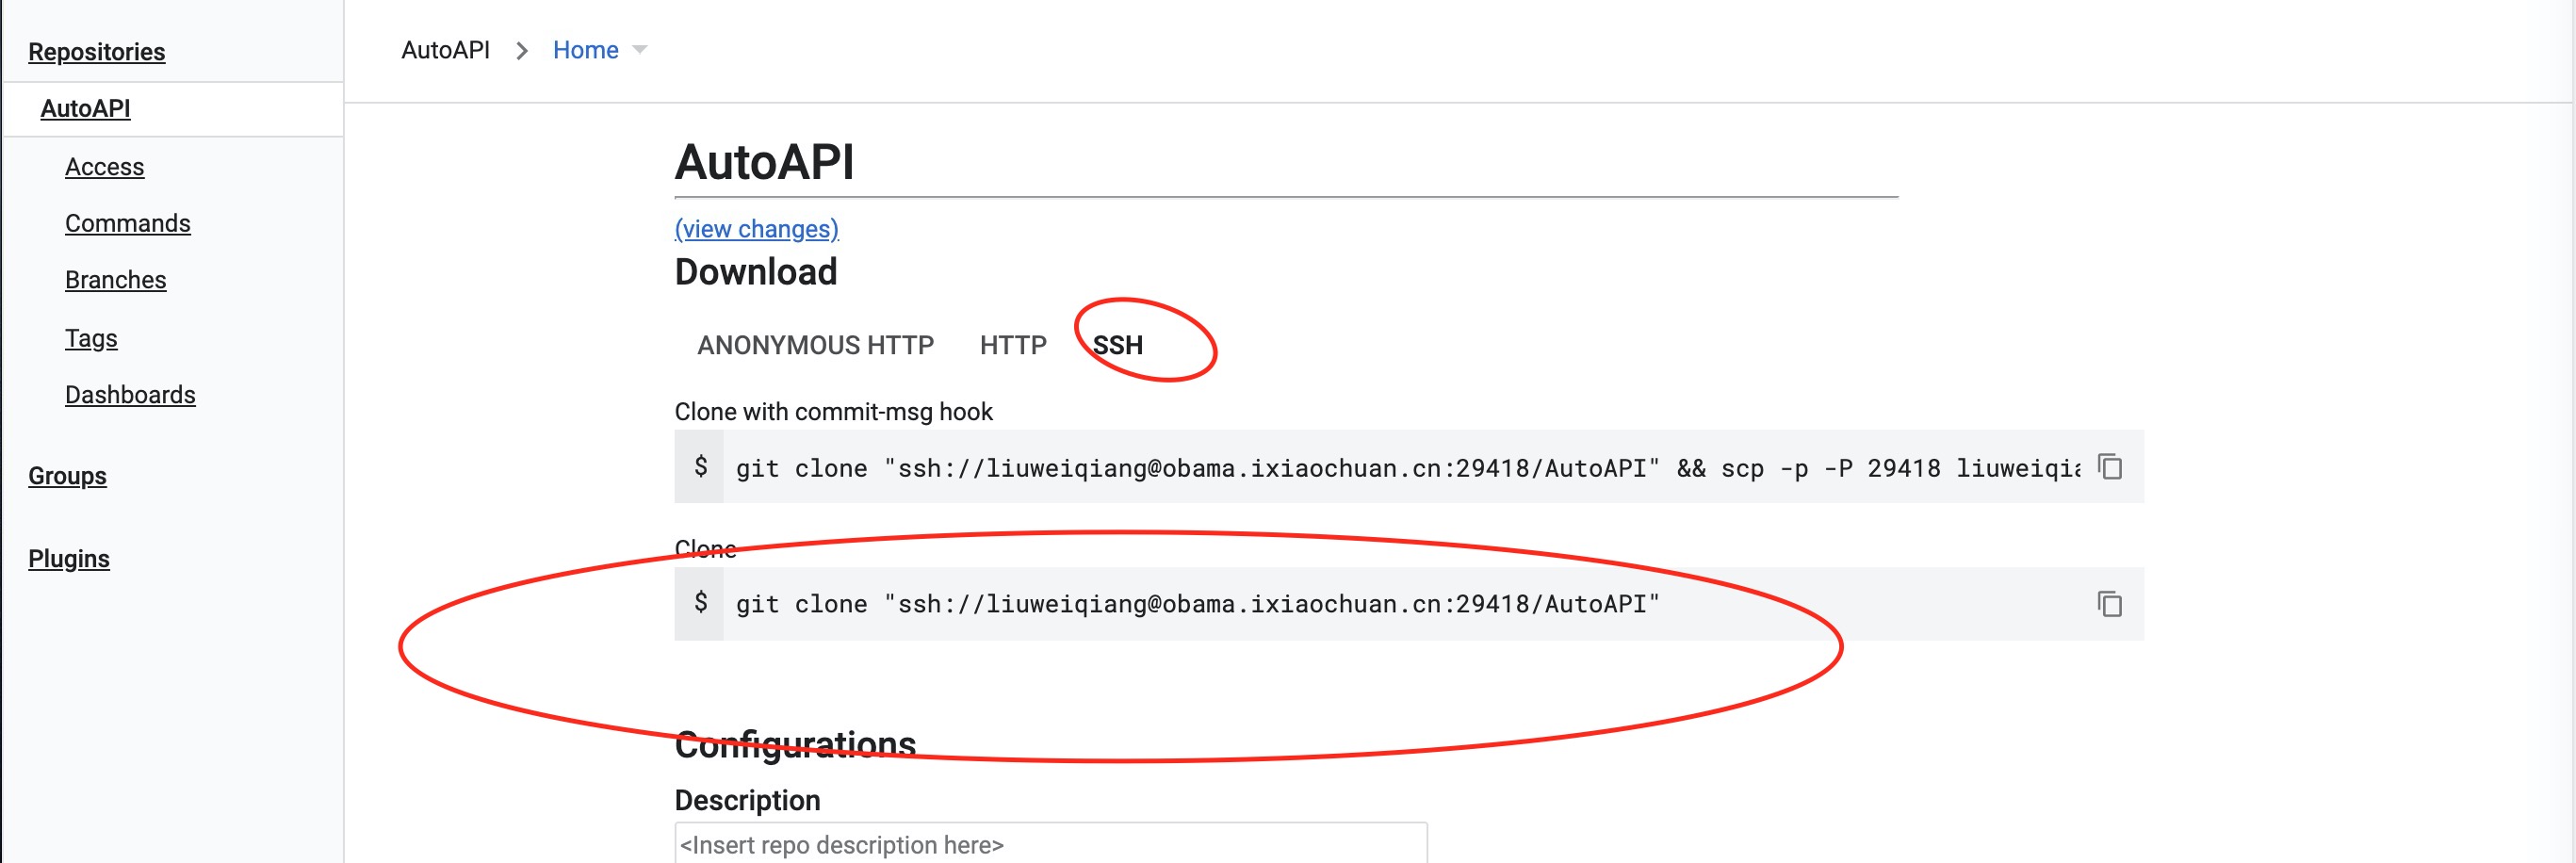 Repositories
AutoAPI
Access
Commands
Branches
Tags
Dashboards
Groups
Plugins
AutoAPI > Home
AutoAPI
(view changes)
Download
ANONYMOUS HTTP HTTP SSH
Clone with commit-msg hook
$ git clone "ssh://liuweiqiang@obama.ixiaochuan.cn:29418/AutoAPI" && scp -p -P 29418 liuweiqia
Clone
$ git clone "ssh://liuweiqiang@obama.ixiaochuan.cn:29418/AutoAPI"
Configurations
Description
<Insert repo description here>